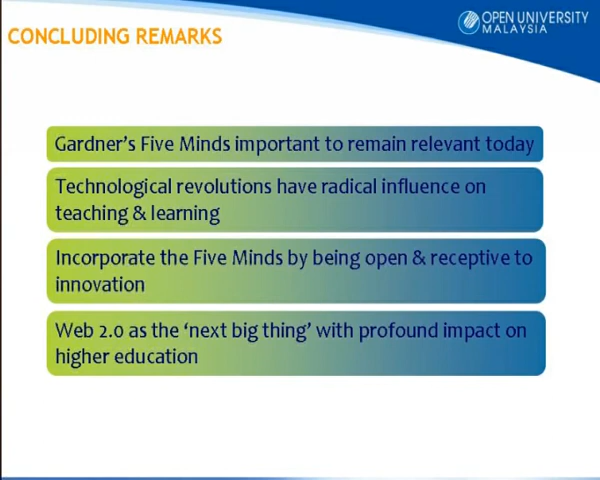 CONCLUDING REMARKS
OPEN UNIVERSITY
MALAYSIA
Gardner's Five Minds important to remain relevant today
Technological revolutions have radical influence on
teaching & learning
Incorporate the Five Minds by being open & receptive to
innovation
Web 2.0 as the 'next big thing' with profound impact on
higher education